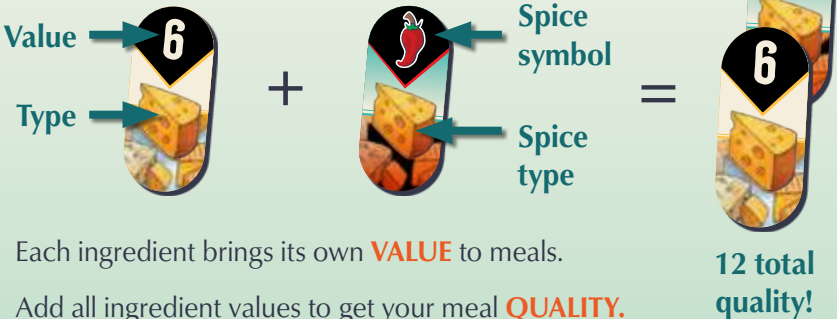 Value
6
Type
+
Spice
symbol
Spice
type
=
6
12 total
quality!
Each ingredient brings its own VALUE to meals.
Add all ingredient values to get your meal QUALITY.